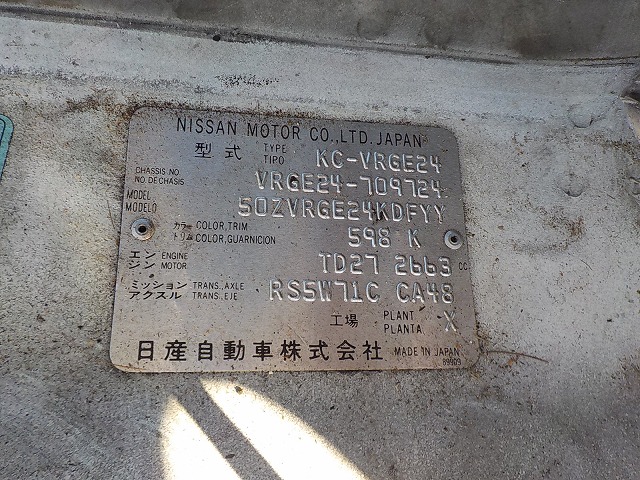 NISSAN MOTOR CO.,LTD. JAPAN
型式 TYPE TIPO KC-VRGE24
CHASSIS NO NO.DECHASIS VRGE24-709724
MODEL MODELO 50ZVRGE24KDFYY
カラー COLOR,TRIM トリム COLOR,GUARNICION 598 K
エンジン ENGINE MOTOR TD27 2663 CC
ミッション TRANS.,AXLE アクスル TRANS.,EJE RS5W71C CA48
工場 PLANT PLANTA X
日産自動車株式会社 MADE IN JAPAN
89909